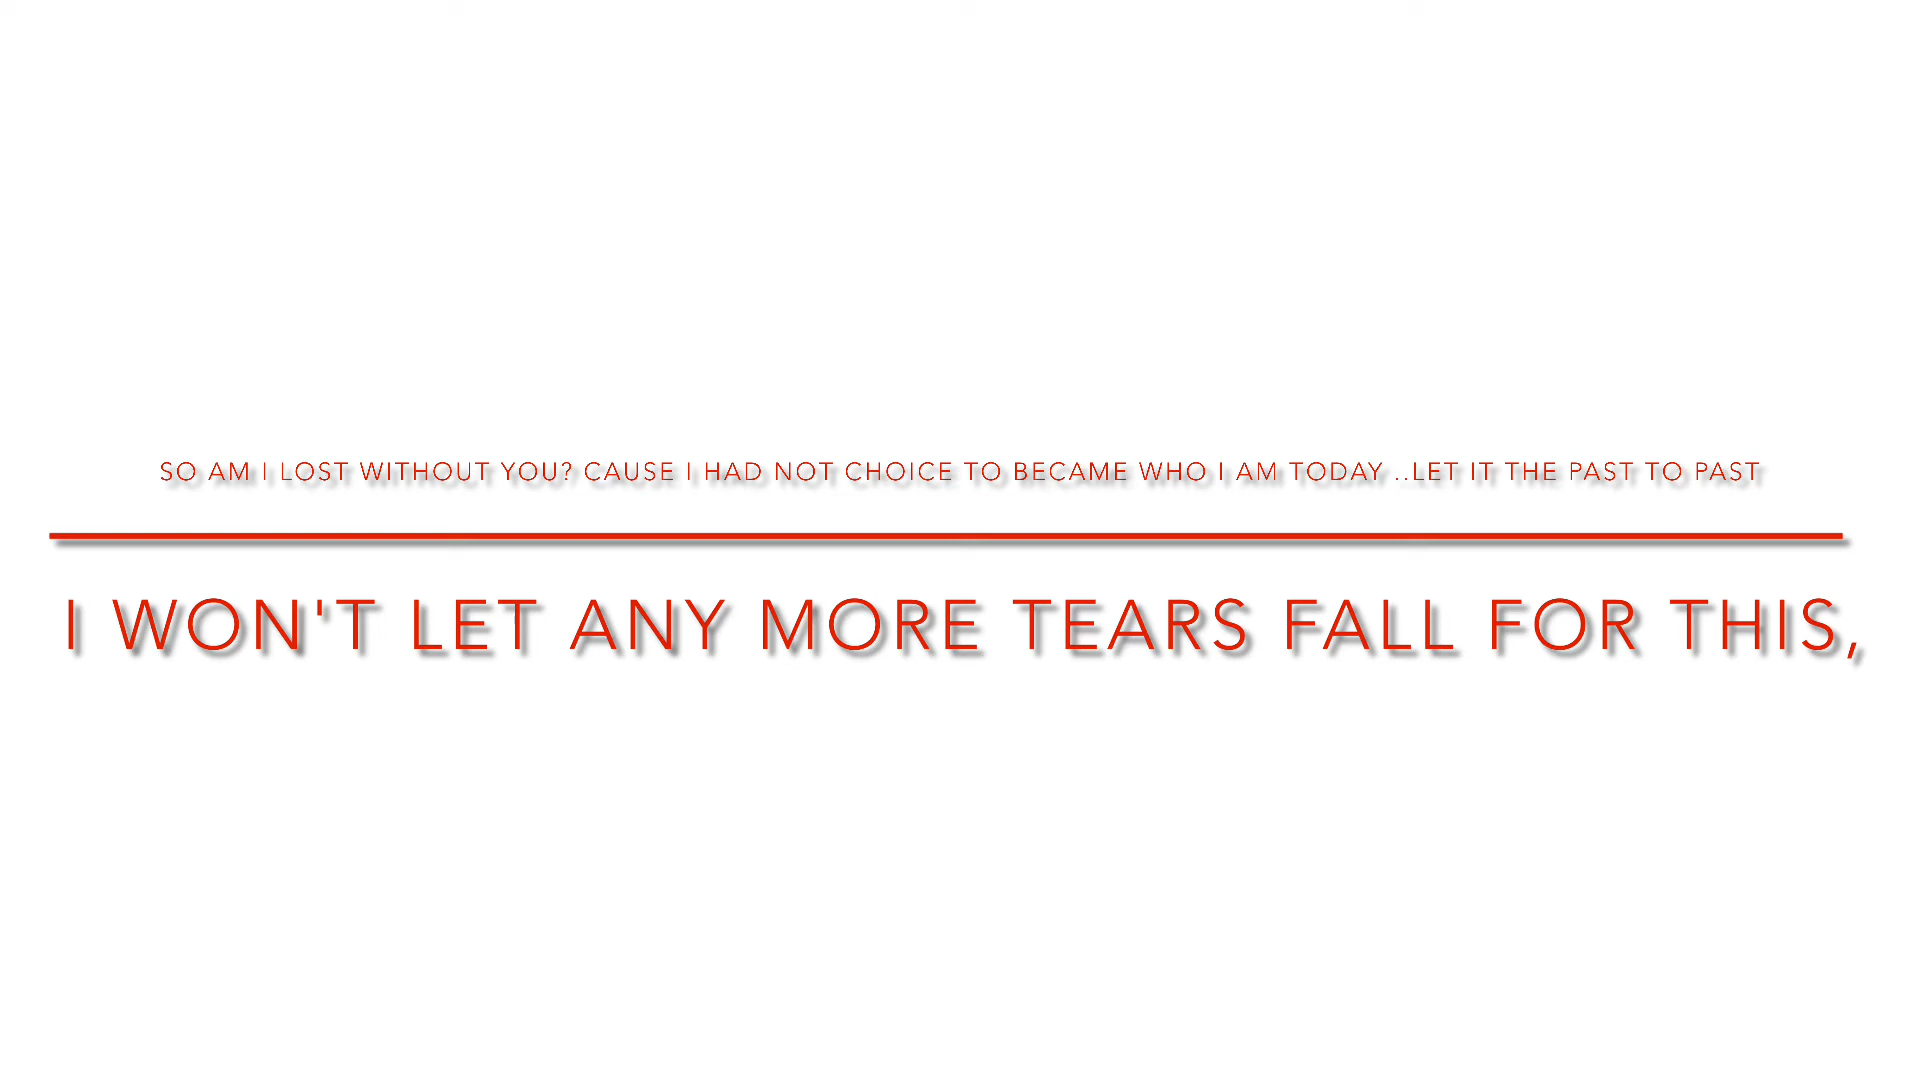 SO AM I LOST WITHOUT YOU? CAUSE I HAD NOT CHOICE TO BECAME WHO I AM TODAY ..LET IT THE PAST TO PAST
I WON'T LET ANY MORE TEARS FALL FOR THIS,